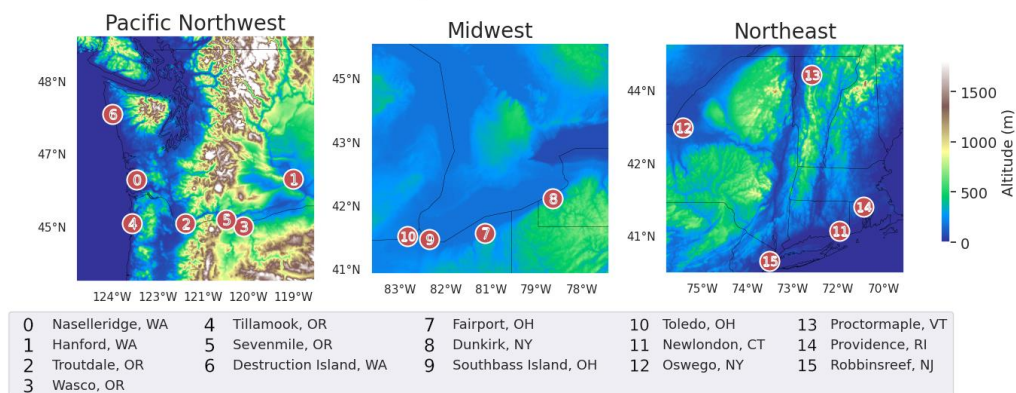 Pacific Northwest
Midwest
Northeast
48°N
47°N
45°N
124°W 123°W 121°W 120°W 119°W
6
0
1
4
2
5
3
45°N
43°N
42°N
41°N
83°W 82°W 81°W 79°W 78°W
10
9
7
8
44°N
42°N
41°N
75°W 74°W 73°W 72°W 70°W
13
12
14
11
15
1500
1000
500
0
Altitude (m)
0 Naselleridge, WA 4 Tillamook, OR 7 Fairport, OH 10 Toledo, OH 13 Proctormaple, VT
1 Hanford, WA 5 Sevenmile, OR 8 Dunkirk, NY 11 Newlondon, CT 14 Providence, RI
2 Troutdale, OR 6 Destruction Island, WA 9 Southbass Island, OH 12 Oswego, NY 15 Robbinsreef, NJ
3 Wasco, OR